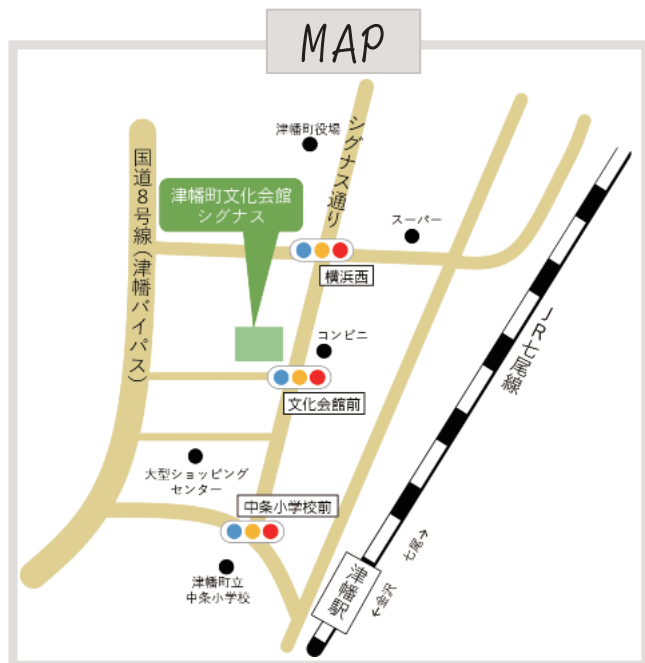 MAP
津幡町役場
シグナス通り
国道8号線(津幡バイパス)
津幡町文化会館
シグナス
スーパー
横浜西
コンビニ
JR七尾線
文化会館前
大型ショッピング
センター
中条小学校前
七尾→
津幡町立
中条小学校
津幡駅
←金沢